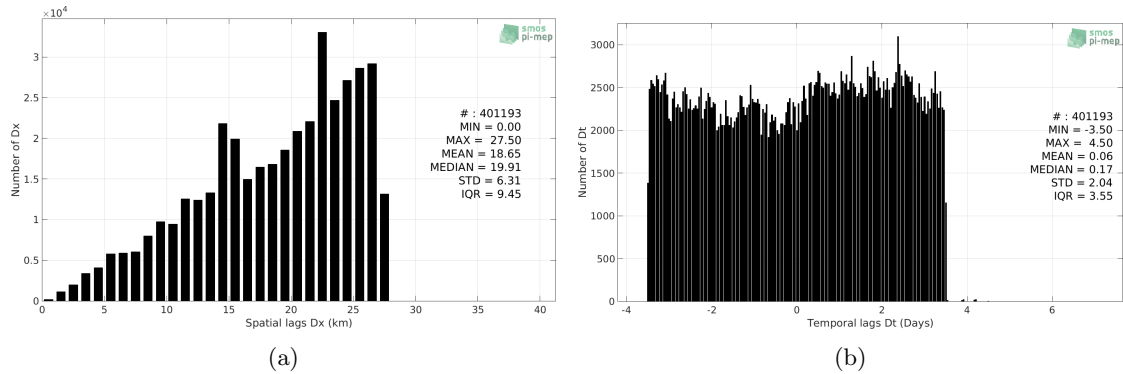 ×10⁴
3
2.5
2
1.5
1
0.5
0
Number of Dx
smos
pi-mep
# : 401193
MIN = 0.00
MAX = 27.50
MEAN = 18.65
MEDIAN = 19.91
STD = 6.31
IQR = 9.45
0 5 10 15 20 25 30 35 40
Spatial lags Dx (km)
(a)
3000
2500
2000
1500
1000
500
0
Number of Dt
smos
pi-mep
# : 401193
MIN = -3.50
MAX = 4.50
MEAN = 0.06
MEDIAN = 0.17
STD = 2.04
IQR = 3.55
-4 -2 0 2 4 6
Temporal lags Dt (Days)
(b)